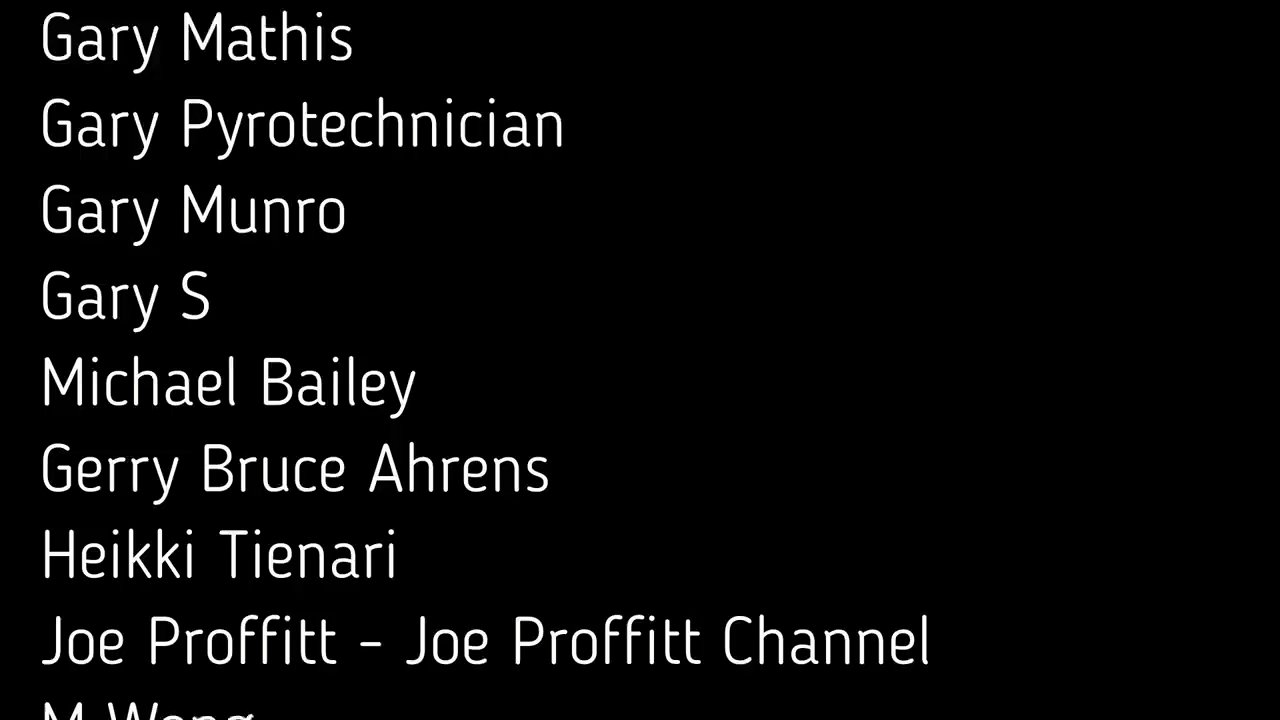 Gary Mathis
Gary Pyrotechnician
Gary Munro
Gary S
Michael Bailey
Gerry Bruce Ahrens
Heikki Tienari
Joe Proffitt - Joe Proffitt Channel
M Wong